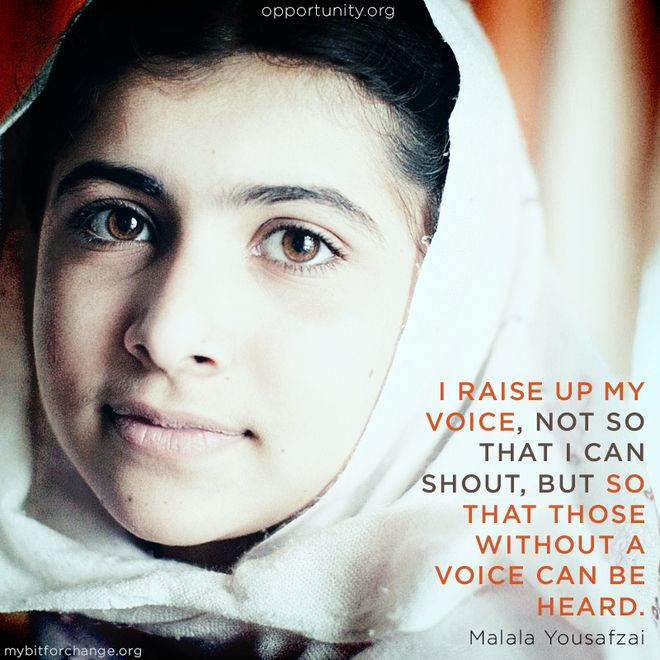 opportunity.org
I RAISE UP MY
VOICE, NOT SO
THAT I CAN
SHOUT, BUT SO
THAT THOSE
WITHOUT A
VOICE CAN BE
HEARD.
Malala Yousafzai
mybitforchange.org